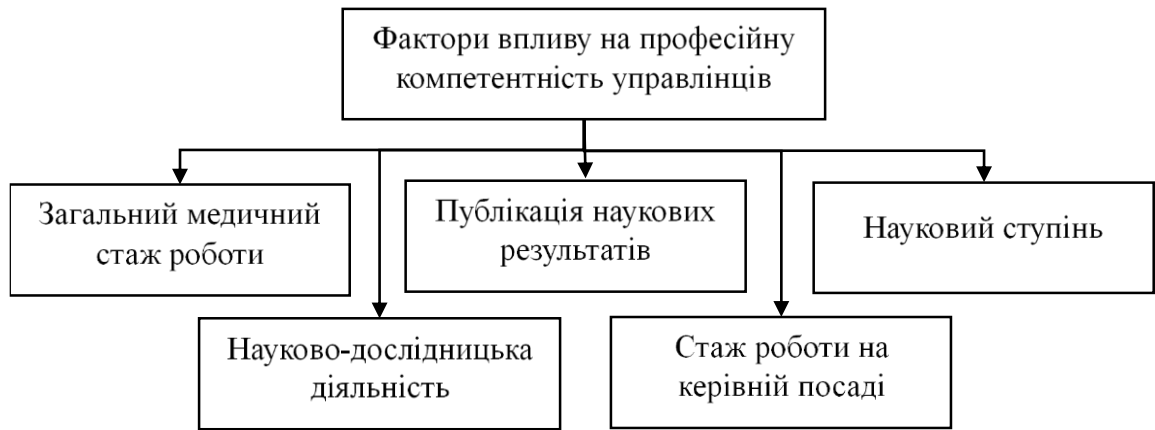 Фактори впливу на професійну
компетентність управлінців
Загальний медичний
стаж роботи
Публікація наукових
результатів
Науковий ступінь
Науково-дослідницька
діяльність
Стаж роботи на
керівній посаді